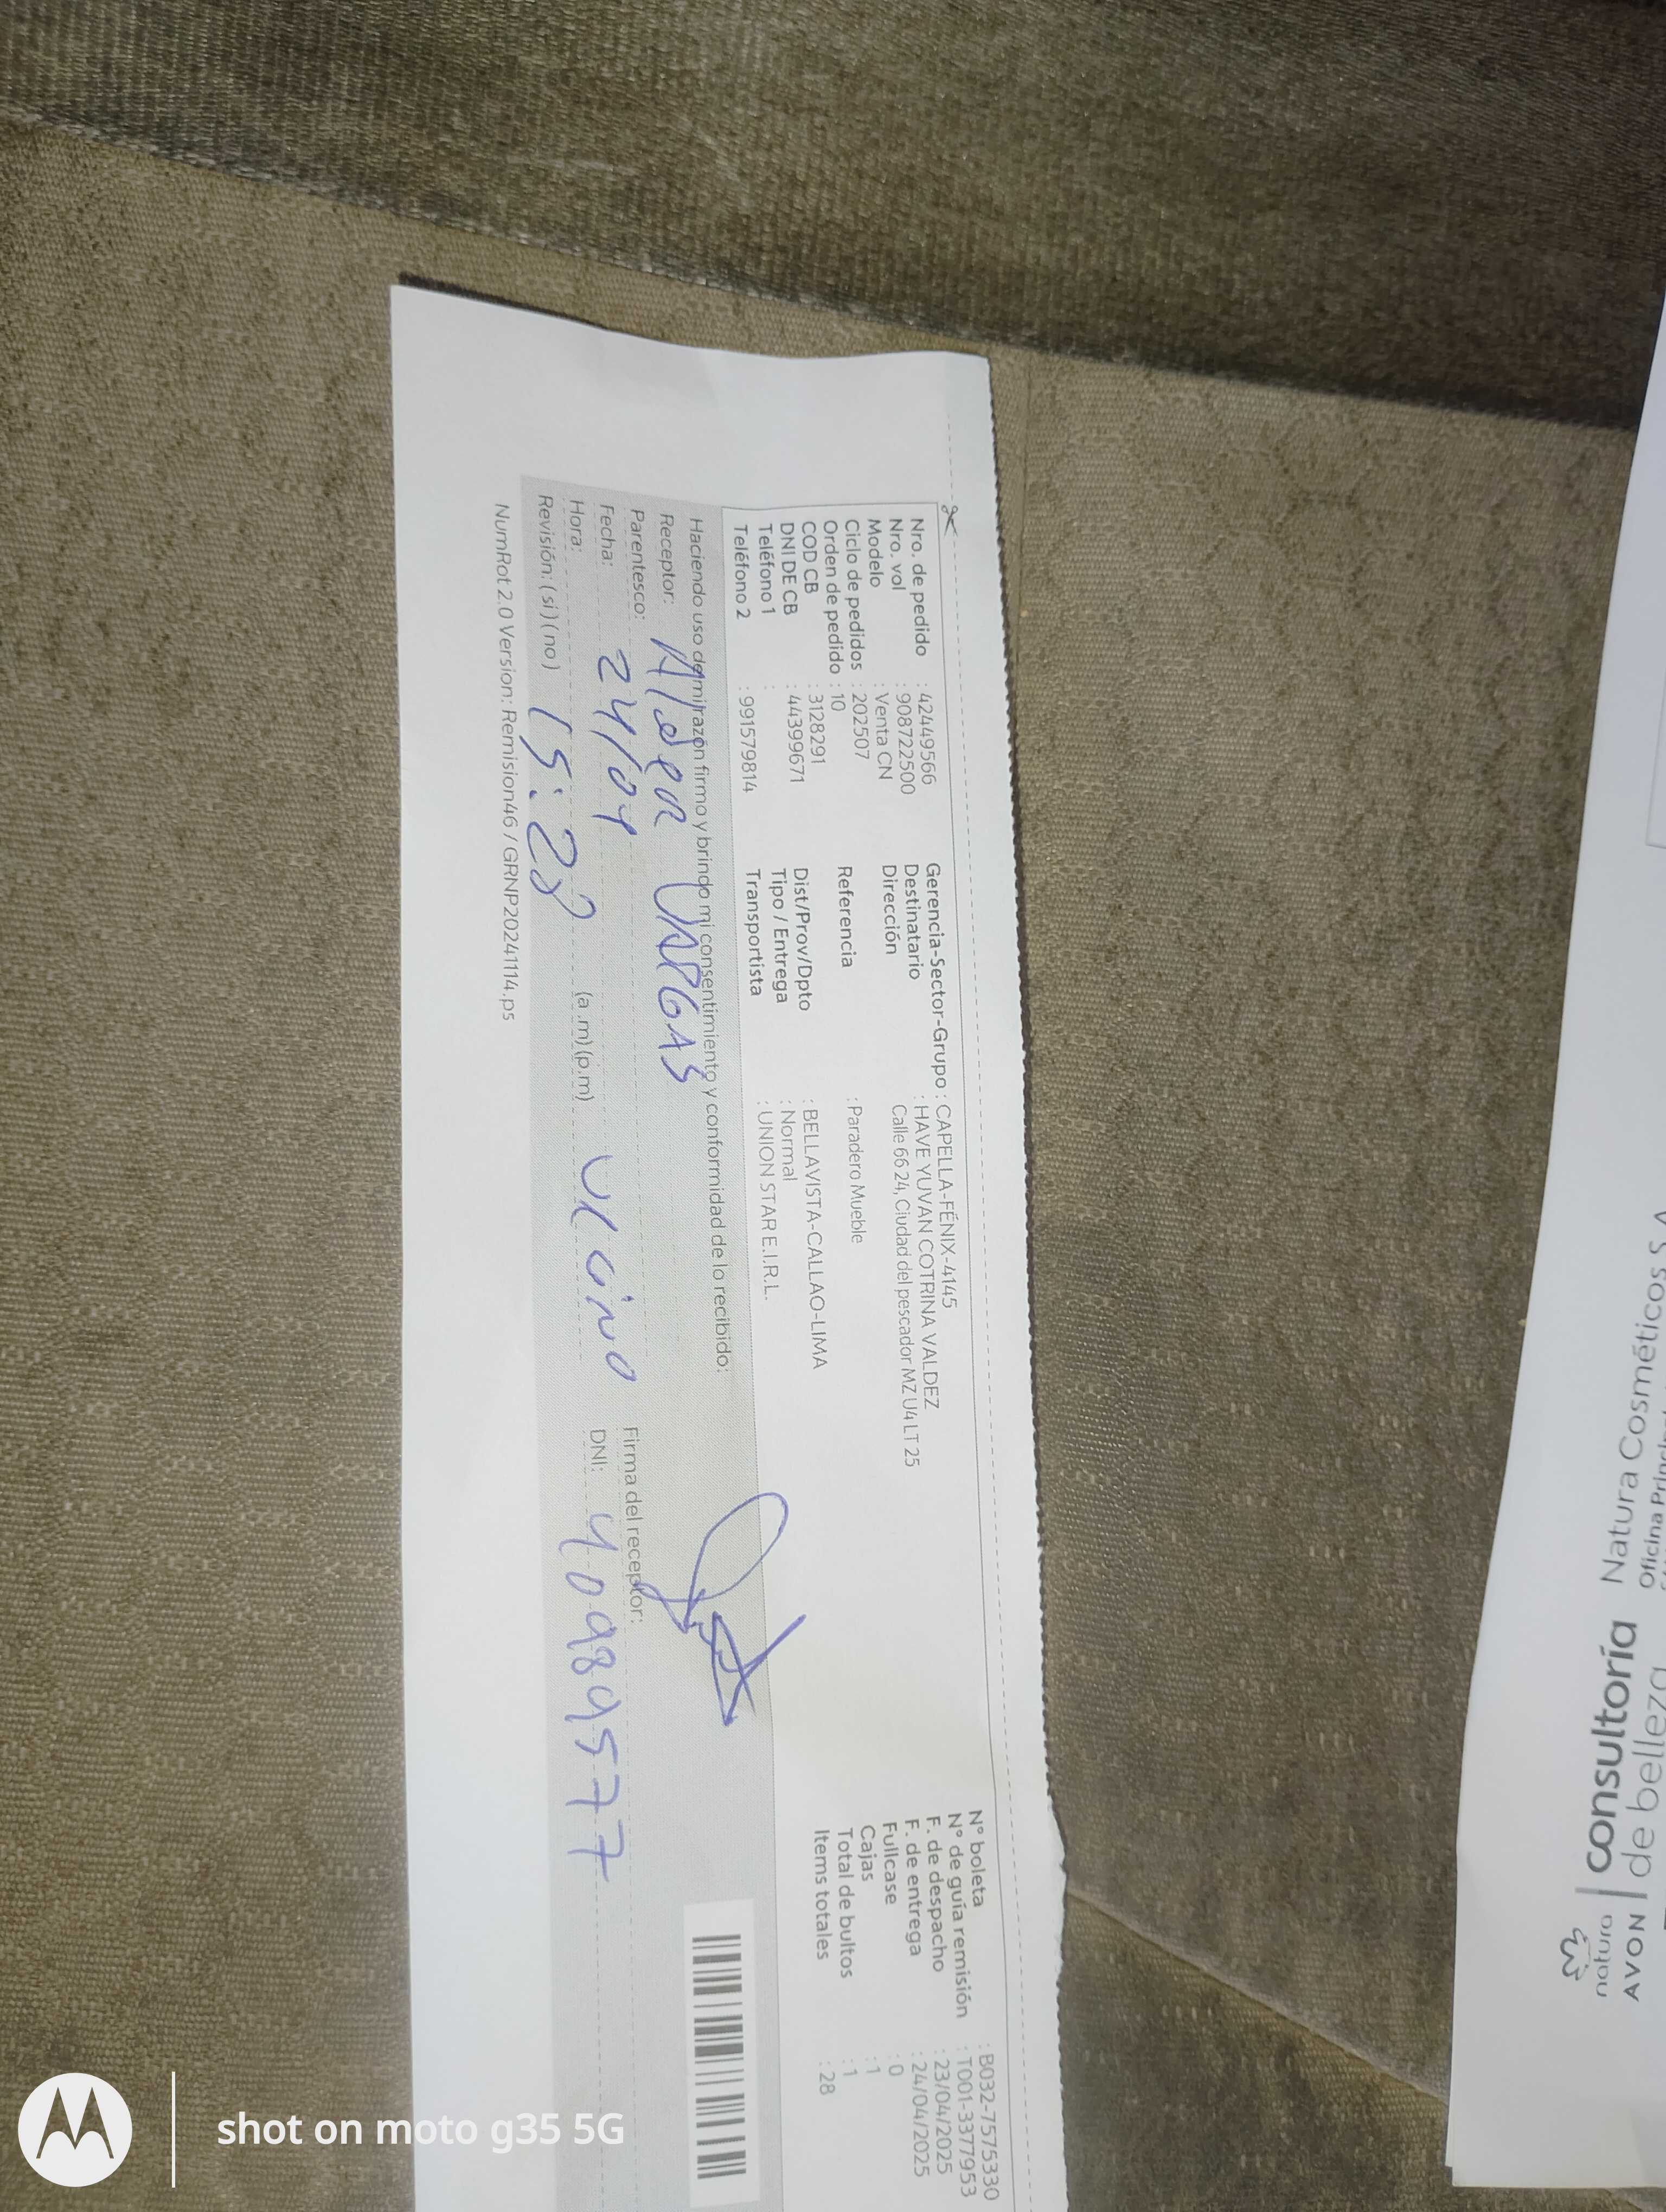 Nro. de pedido : 42449566
Nro. vol : 908722500
Modelo : Venta CN
Ciclo de pedidos : 202507
Orden de pedido : 10
COD CB : 3128291
DNI DE CB : 44399671
Teléfono 1 :
Teléfono 2 : 991579814
Gerencia-Sector-Grupo : CAPELLA-FÉNIX-4145
Destinatario : HAVE YUVAN COTRINA VALDEZ
Dirección Calle 66 24, Ciudad del pescador MZ U4 LT 25
Referencia : Paradero Mueble
Dist/Prov/Dpto : BELLAVISTA-CALLAO-LIMA
Tipo / Entrega : Normal
Transportista : UNION STAR E.I.R.L.
N° boleta : B032-7575330
N° de guía remisión : T001-3377953
F. de despacho : 23/04/2025
F. de entrega : 24/04/2025
Fullcase : 0
Cajas : 1
Total de bultos : 1
Items totales : 28
Haciendo uso de mi razón firmo y brindo mi consentimiento y conformidad de lo recibido:
Receptor: Alder VARGAS
Parentesco:
Fecha: 24/04
Hora: 15:28 (a.m) (p.m)
Revisión: (si) (no)
Firma del receptor:
DNI: 40989577
NumRot 2.0 Version: Remision46 / GRNP20241114.ps
natura
AVON
consultoría
de belleza
Natura Cosméticos S
shot on moto g35 5G